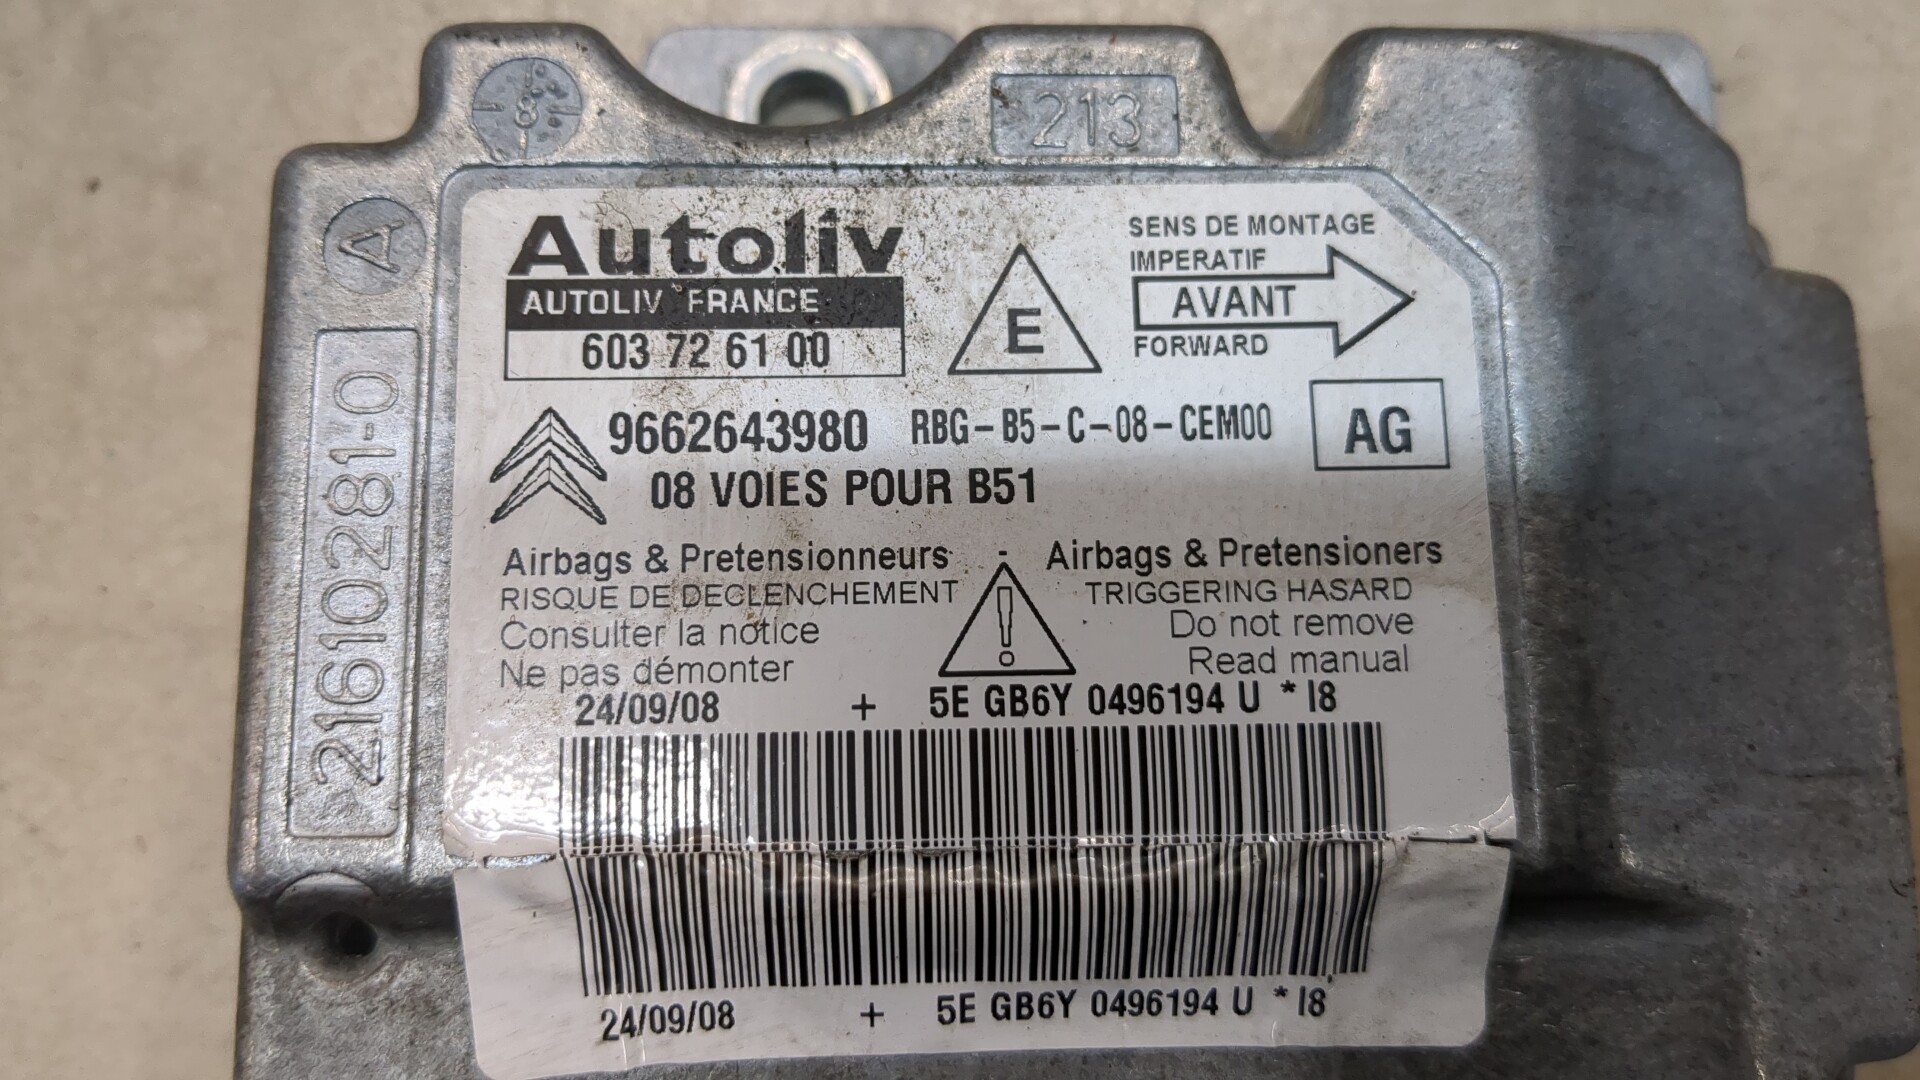 8
213
A
21610281-0
Autoliv
AUTOLIV FRANCE
603 72 61 00
E
SENS DE MONTAGE
IMPERATIF
AVANT
FORWARD
9662643980 RBG-B5-C-08-CEM00
AG
08 VOIES POUR B51
Airbags & Pretensionneurs - Airbags & Pretensioners
RISQUE DE DECLENCHEMENT TRIGGERING HASARD
Consulter la notice Do not remove
Ne pas démonter Read manual
24/09/08 + 5E GB6Y 0496194 U * I8
24/09/08 + 5E GB6Y 0496194 U * I8